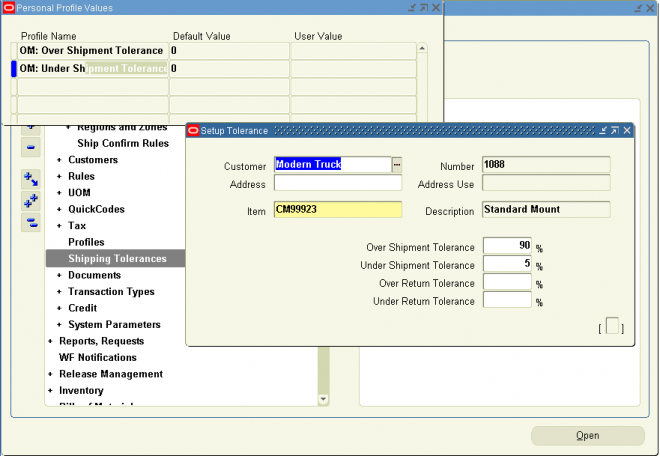 Personal Profile Values
Profile Name Default Value User Value
OM: Over Shipment Tolerance 0
OM: Under Shipment Tolerance 0
Regions and Zones
Ship Confirm Rules
+ Customers
+ Rules
+ UOM
+ QuickCodes
+ Tax
Profiles
Shipping Tolerances
+ Documents
+ Transaction Types
+ Credit
+ System Parameters
+ Reports, Requests
WF Notifications
+ Release Management
+ Inventory
Setup Tolerance
Customer Modern Truck ... Number 1088
Address Address Use
Item CM99923 Description Standard Mount
Over Shipment Tolerance 90 %
Under Shipment Tolerance 5 %
Over Return Tolerance %
Under Return Tolerance %
[ ]
Open